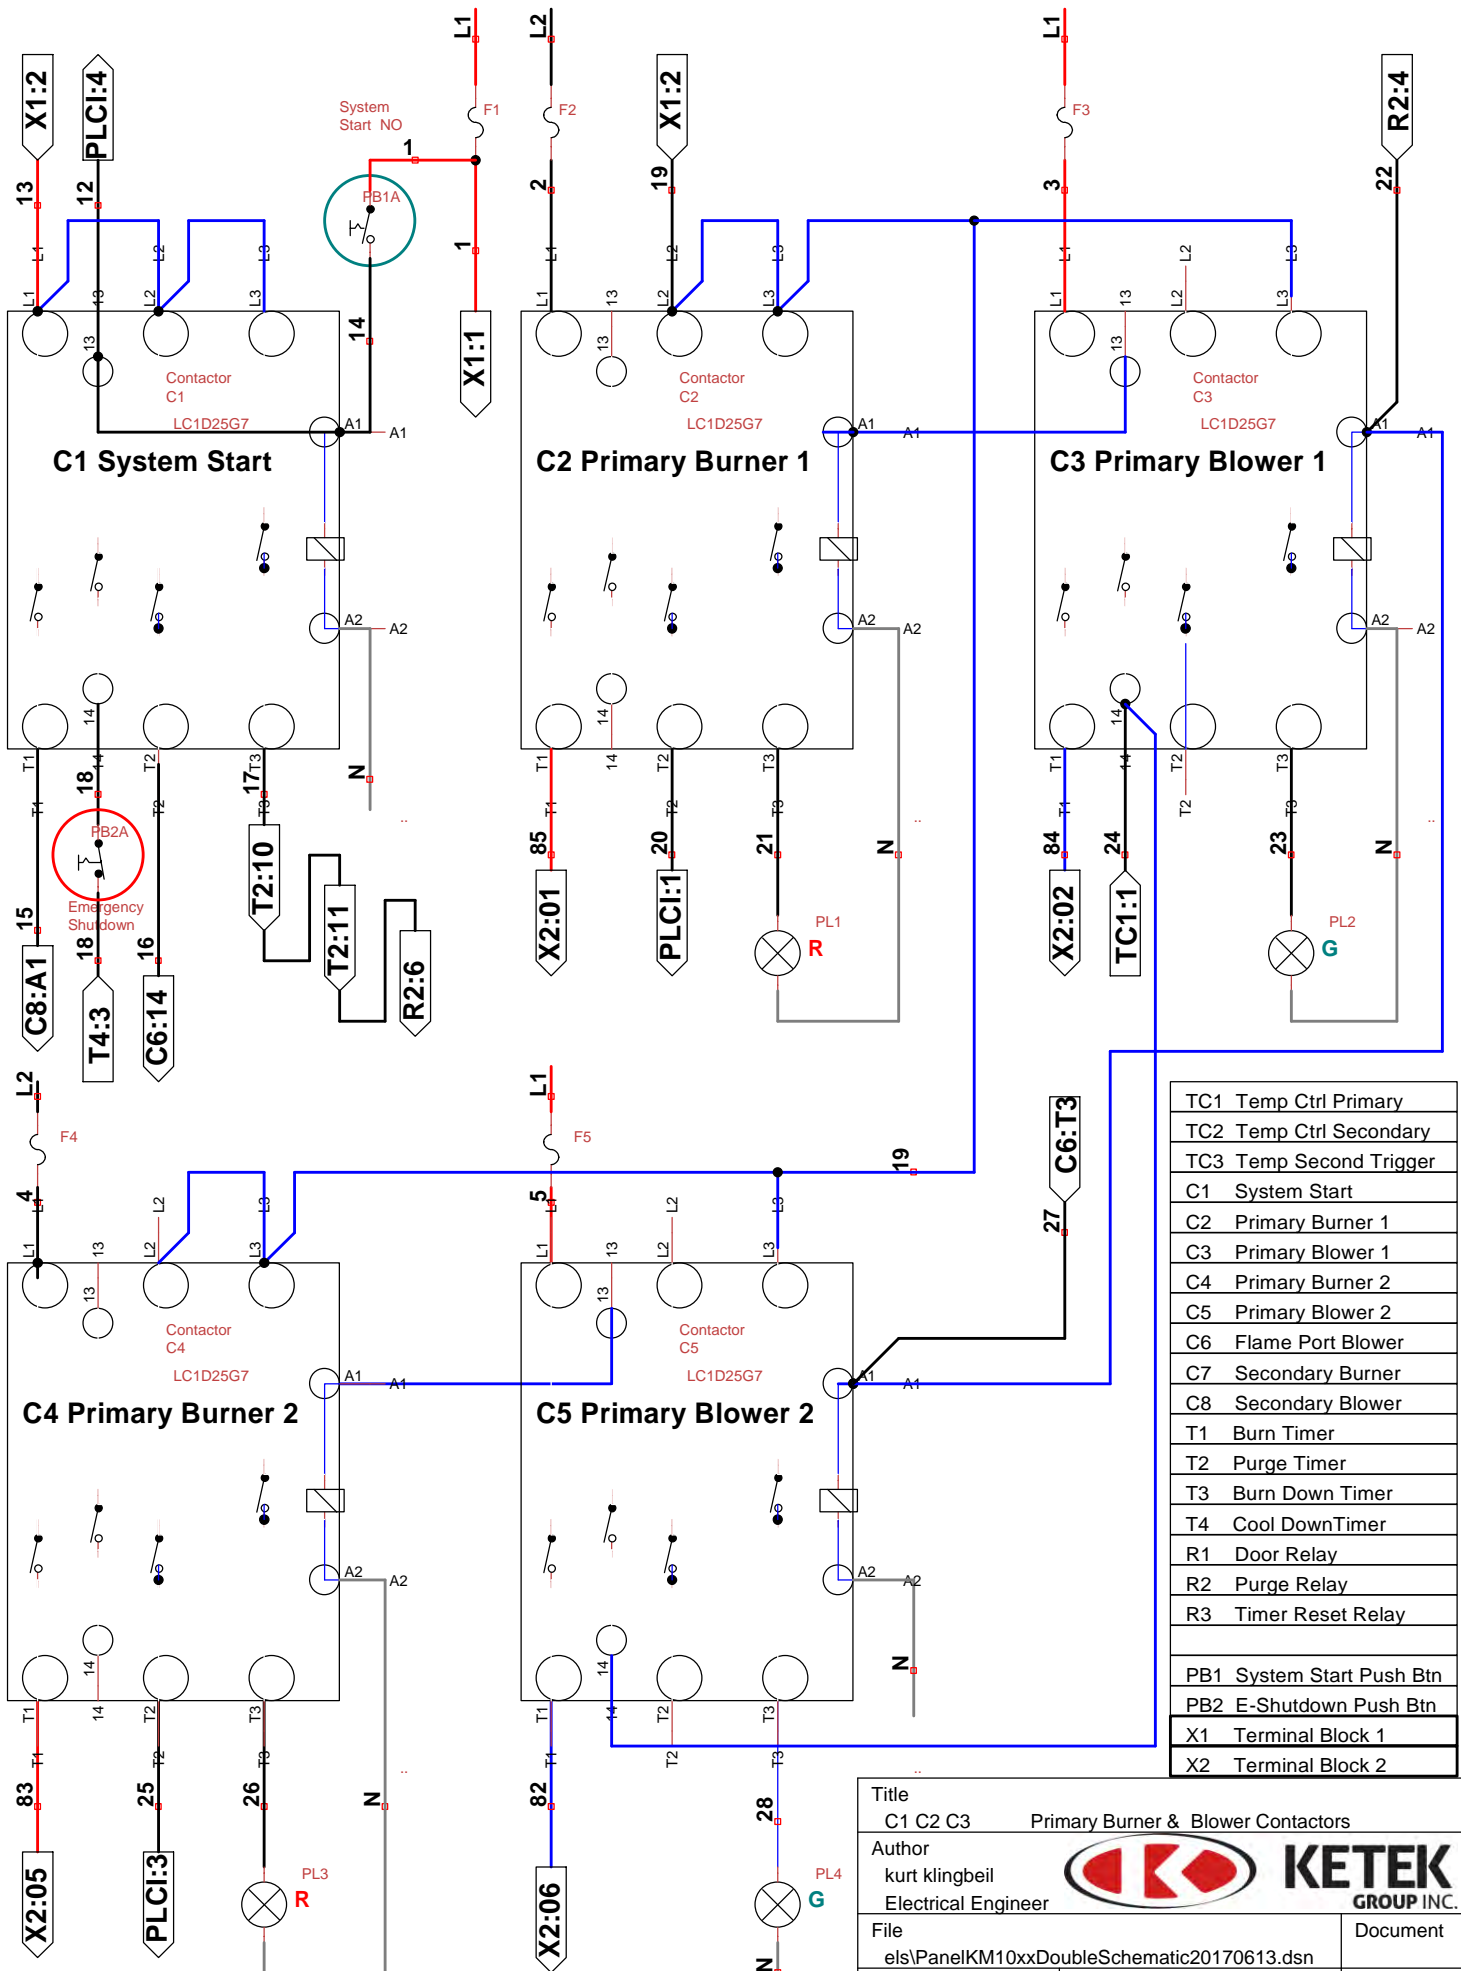 L1
L2
L1
X1:2
PLCI:4
System
Start NO
F1
F2
X1:2
F3
R2:4
1
13
12
PB1A
2
19
3
22
1
L1
L2
L3
13
L1
L2
L3
13
L1
L2
L3
13
14
X1:1
L1
L2
L3
13
L1
L2
L3
13
L1
L2
L3
13
Contactor
C1
LC1D25G7
A1
A1
C1 System Start
A2
A2
Contactor
C2
LC1D25G7
A1
A1
C2 Primary Burner 1
A2
A2
Contactor
C3
LC1D25G7
A1
A1
C3 Primary Blower 1
A2
A2
14
14
14
T1
14
T2
T3
T1
14
T2
T3
T1
14
T2
T3
T1
T2
T3
T1
T2
T3
T1
T2
T3
18
17
N
..
..
..
PB2A
Emergency
Shutdown
15
18
16
T2:10
T2:11
R2:6
C8:A1
T4:3
C6:14
85
20
21
N
X2:01
PLCI:1
PL1
R
84
24
23
N
X2:02
TC1:1
PL2
G
L2
F4
4
L1
F5
5
19
C6:T3
27
L1
13
L2
L3
L1
13
L2
L3
L1
L2
L3
13
L1
L3
13
Contactor
C4
LC1D25G7
A1
A1
C4 Primary Burner 2
A2
A2
Contactor
C5
LC1D25G7
A1
A1
C5 Primary Blower 2
A2
A2
14
14
T1
14
T2
T3
T1
14
T2
T3
T1
T2
T3
T1
T2
T3
83
25
26
N
..
X2:05
PLCI:3
PL3
R
82
28
N
..
X2:06
PL4
G
N
TC1 Temp Ctrl Primary
TC2 Temp Ctrl Secondary
TC3 Temp Second Trigger
C1 System Start
C2 Primary Burner 1
C3 Primary Blower 1
C4 Primary Burner 2
C5 Primary Blower 2
C6 Flame Port Blower
C7 Secondary Burner
C8 Secondary Blower
T1 Burn Timer
T2 Purge Timer
T3 Burn Down Timer
T4 Cool DownTimer
R1 Door Relay
R2 Purge Relay
R3 Timer Reset Relay
PB1 System Start Push Btn
PB2 E-Shutdown Push Btn
X1 Terminal Block 1
X2 Terminal Block 2
Title
C1 C2 C3 Primary Burner & Blower Contactors
Author
kurt klingbeil
Electrical Engineer
KETEK
GROUP INC.
File
els\PanelKM10xxDoubleSchematic20170613.dsn
Document